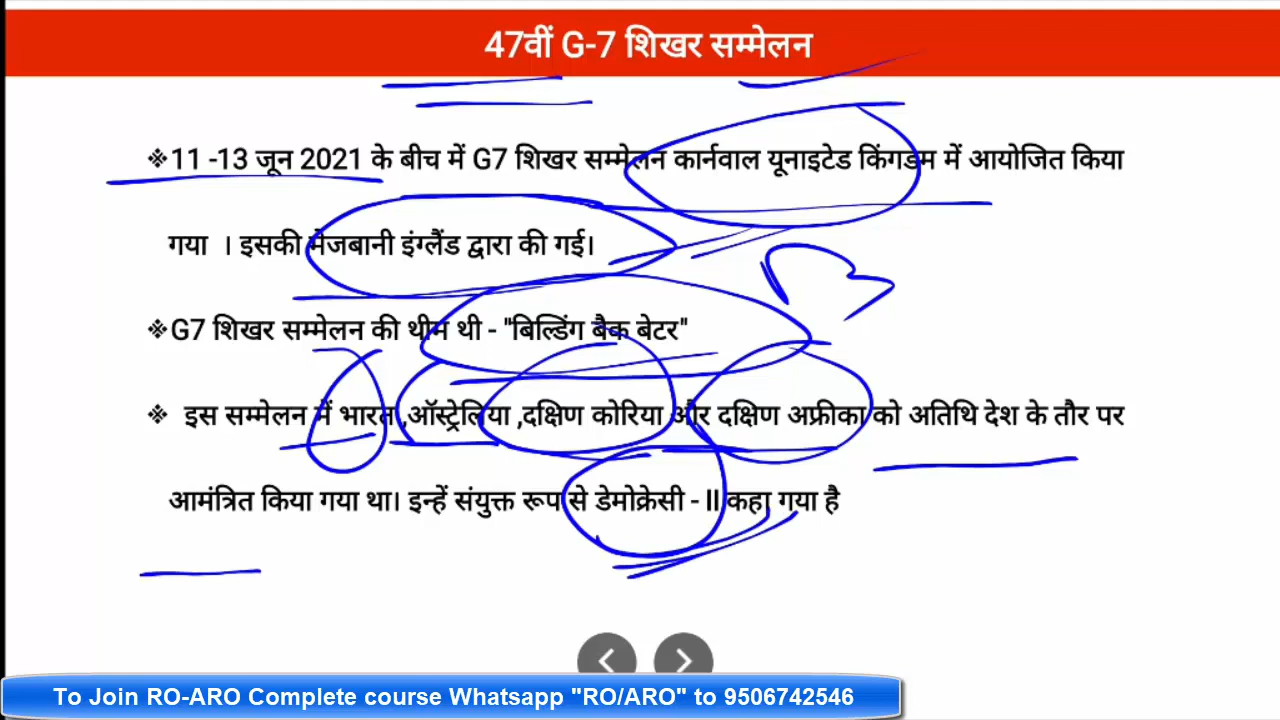 47वीं G-7 शिखर सम्मेलन
❖11 -13 जून 2021 के बीच में G7 शिखर सम्मेलन कार्नवाल यूनाइटेड किंगडम में आयोजित किया
गया । इसकी मेजबानी इंग्लैंड द्वारा की गई।
❖G7 शिखर सम्मेलन की थीम थी - "बिल्डिंग बैक बेटर"
❖ इस सम्मेलन में भारत ,ऑस्ट्रेलिया ,दक्षिण कोरिया और दक्षिण अफ्रीका को अतिथि देश के तौर पर
आमंत्रित किया गया था। इन्हें संयुक्त रूप से डेमोक्रेसी - II कहा गया है
To Join RO-ARO Complete course Whatsapp "RO/ARO" to 9506742546